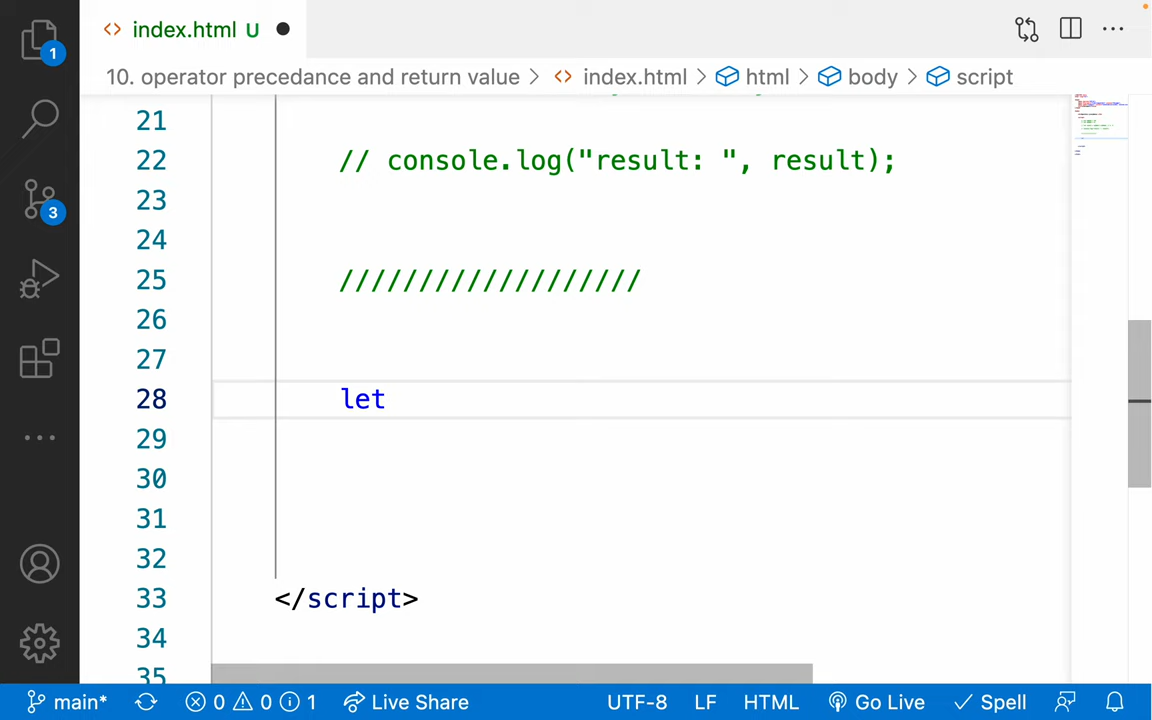 index.html U
10. operator precedance and return value > index.html > html > body > script
21
22 // console.log("result: ", result);
23
24
25 ///////////////////
26
27
28 let
29
30
31
32
33 </script>
34
35
1
3
main* 0 0 1 Live Share UTF-8 LF HTML Go Live Spell